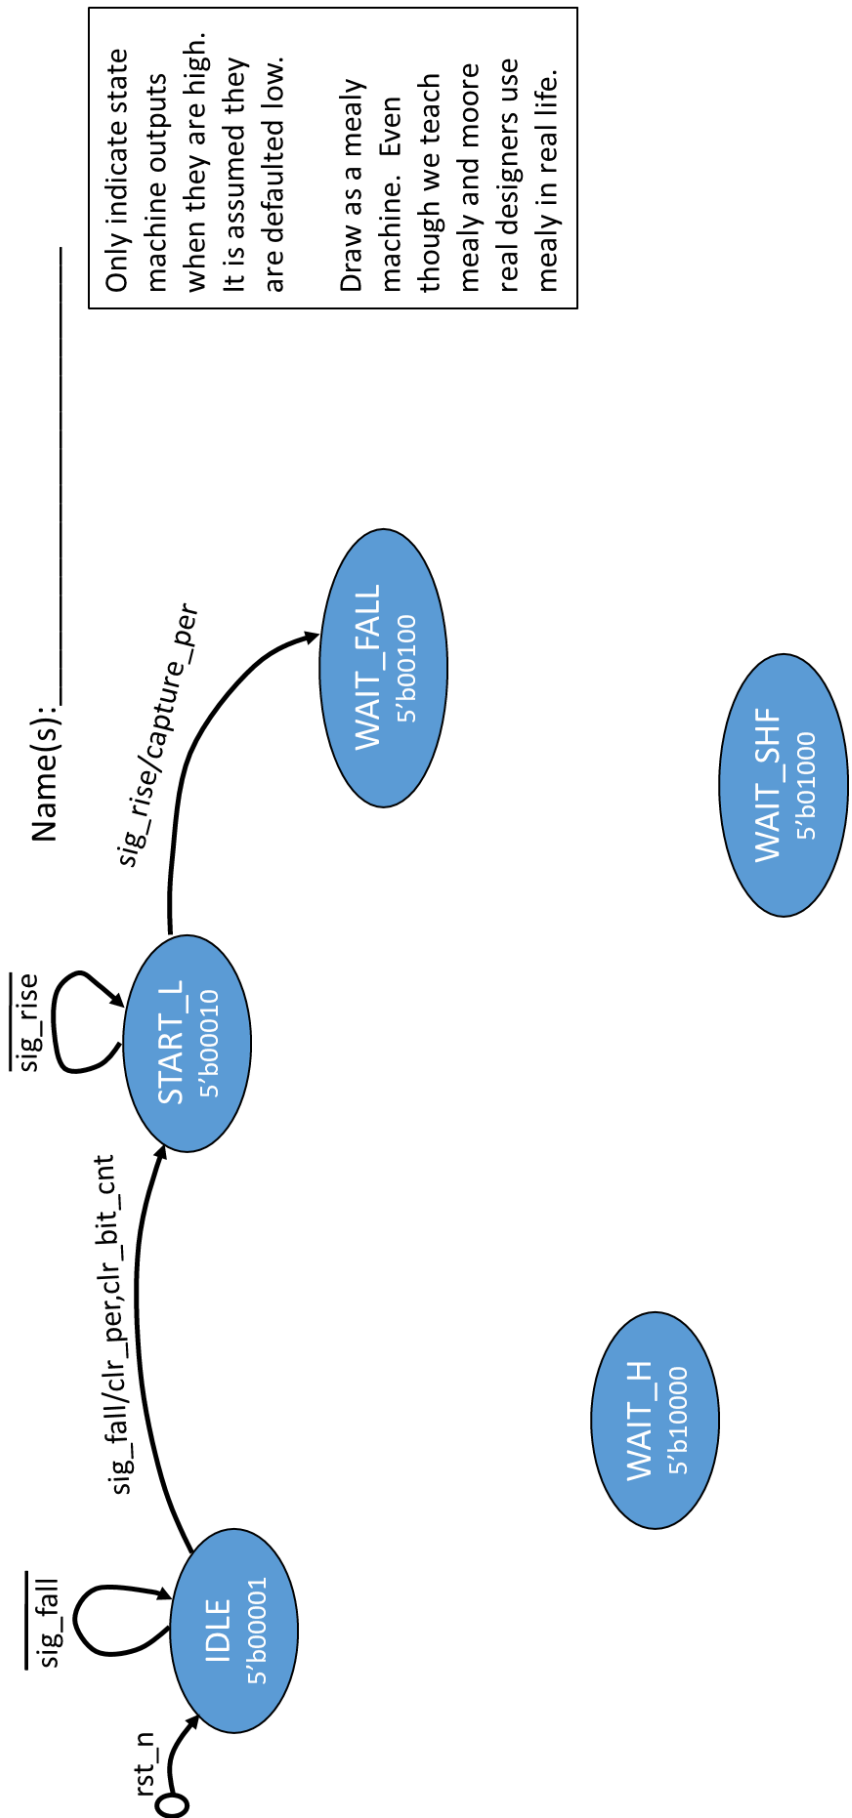 Name(s):
rst_n
sig_fall
IDLE
5'b00001
sig_fall/clr_per,clr_bit_cnt
sig_rise
START_L
5'b00010
sig_rise/capture_per
WAIT_FALL
5'b00100
WAIT_H
5'b10000
WAIT_SHF
5'b01000
Only indicate state
machine outputs
when they are high.
It is assumed they
are defaulted low.
Draw as a mealy
machine. Even
though we teach
mealy and moore
real designers use
mealy in real life.